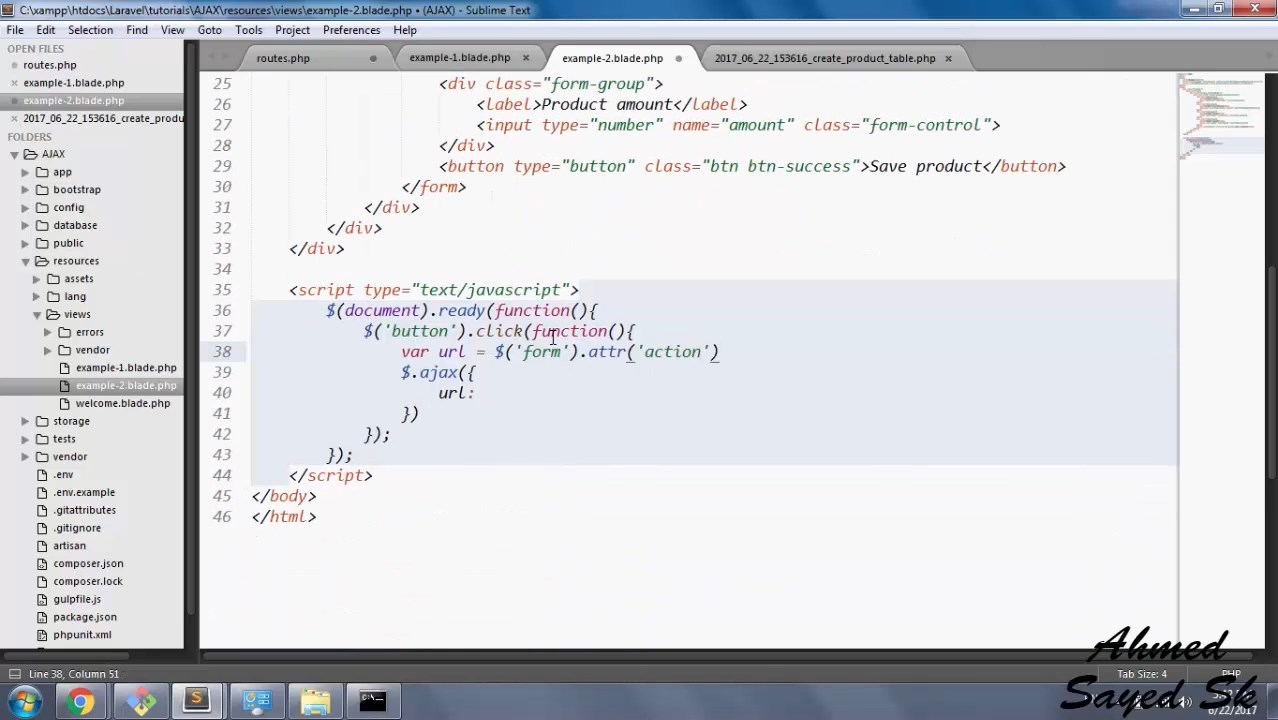 C:\xampp\htdocs\Laravel\tutorials\AJAX\resources\views\example-2.blade.php • (AJAX) - Sublime Text
File Edit Selection Find View Goto Tools Project Preferences Help
OPEN FILES
routes.php
example-1.blade.php
example-2.blade.php
2017_06_22_153616_create_produ
FOLDERS
AJAX
app
bootstrap
config
database
public
resources
assets
lang
views
errors
vendor
example-1.blade.php
example-2.blade.php
welcome.blade.php
storage
tests
vendor
.env
.env.example
.gitattributes
.gitignore
artisan
composer.json
composer.lock
gulpfile.js
package.json
phpunit.xml
routes.php example-1.blade.php × example-2.blade.php 2017_06_22_153616_create_product_table.php ×
25 <div class="form-group">
26 <label>Product amount</label>
27 <input type="number" name="amount" class="form-control">
28 </div>
29 <button type="button" class="btn btn-success">Save product</button>
30 </form>
31 </div>
32 </div>
33 </div>
34
35 <script type="text/javascript">
36 $(document).ready(function(){
37 $('button').click(function(){
38 var url = $('form').attr('action')
39 $.ajax({
40 url:
41 })
42 });
43 });
44 </script>
45 </body>
46 </html>
Line 38, Column 51
Tab Size: 4
PHP
Ahmed
Sayed Sk
6/22/2017